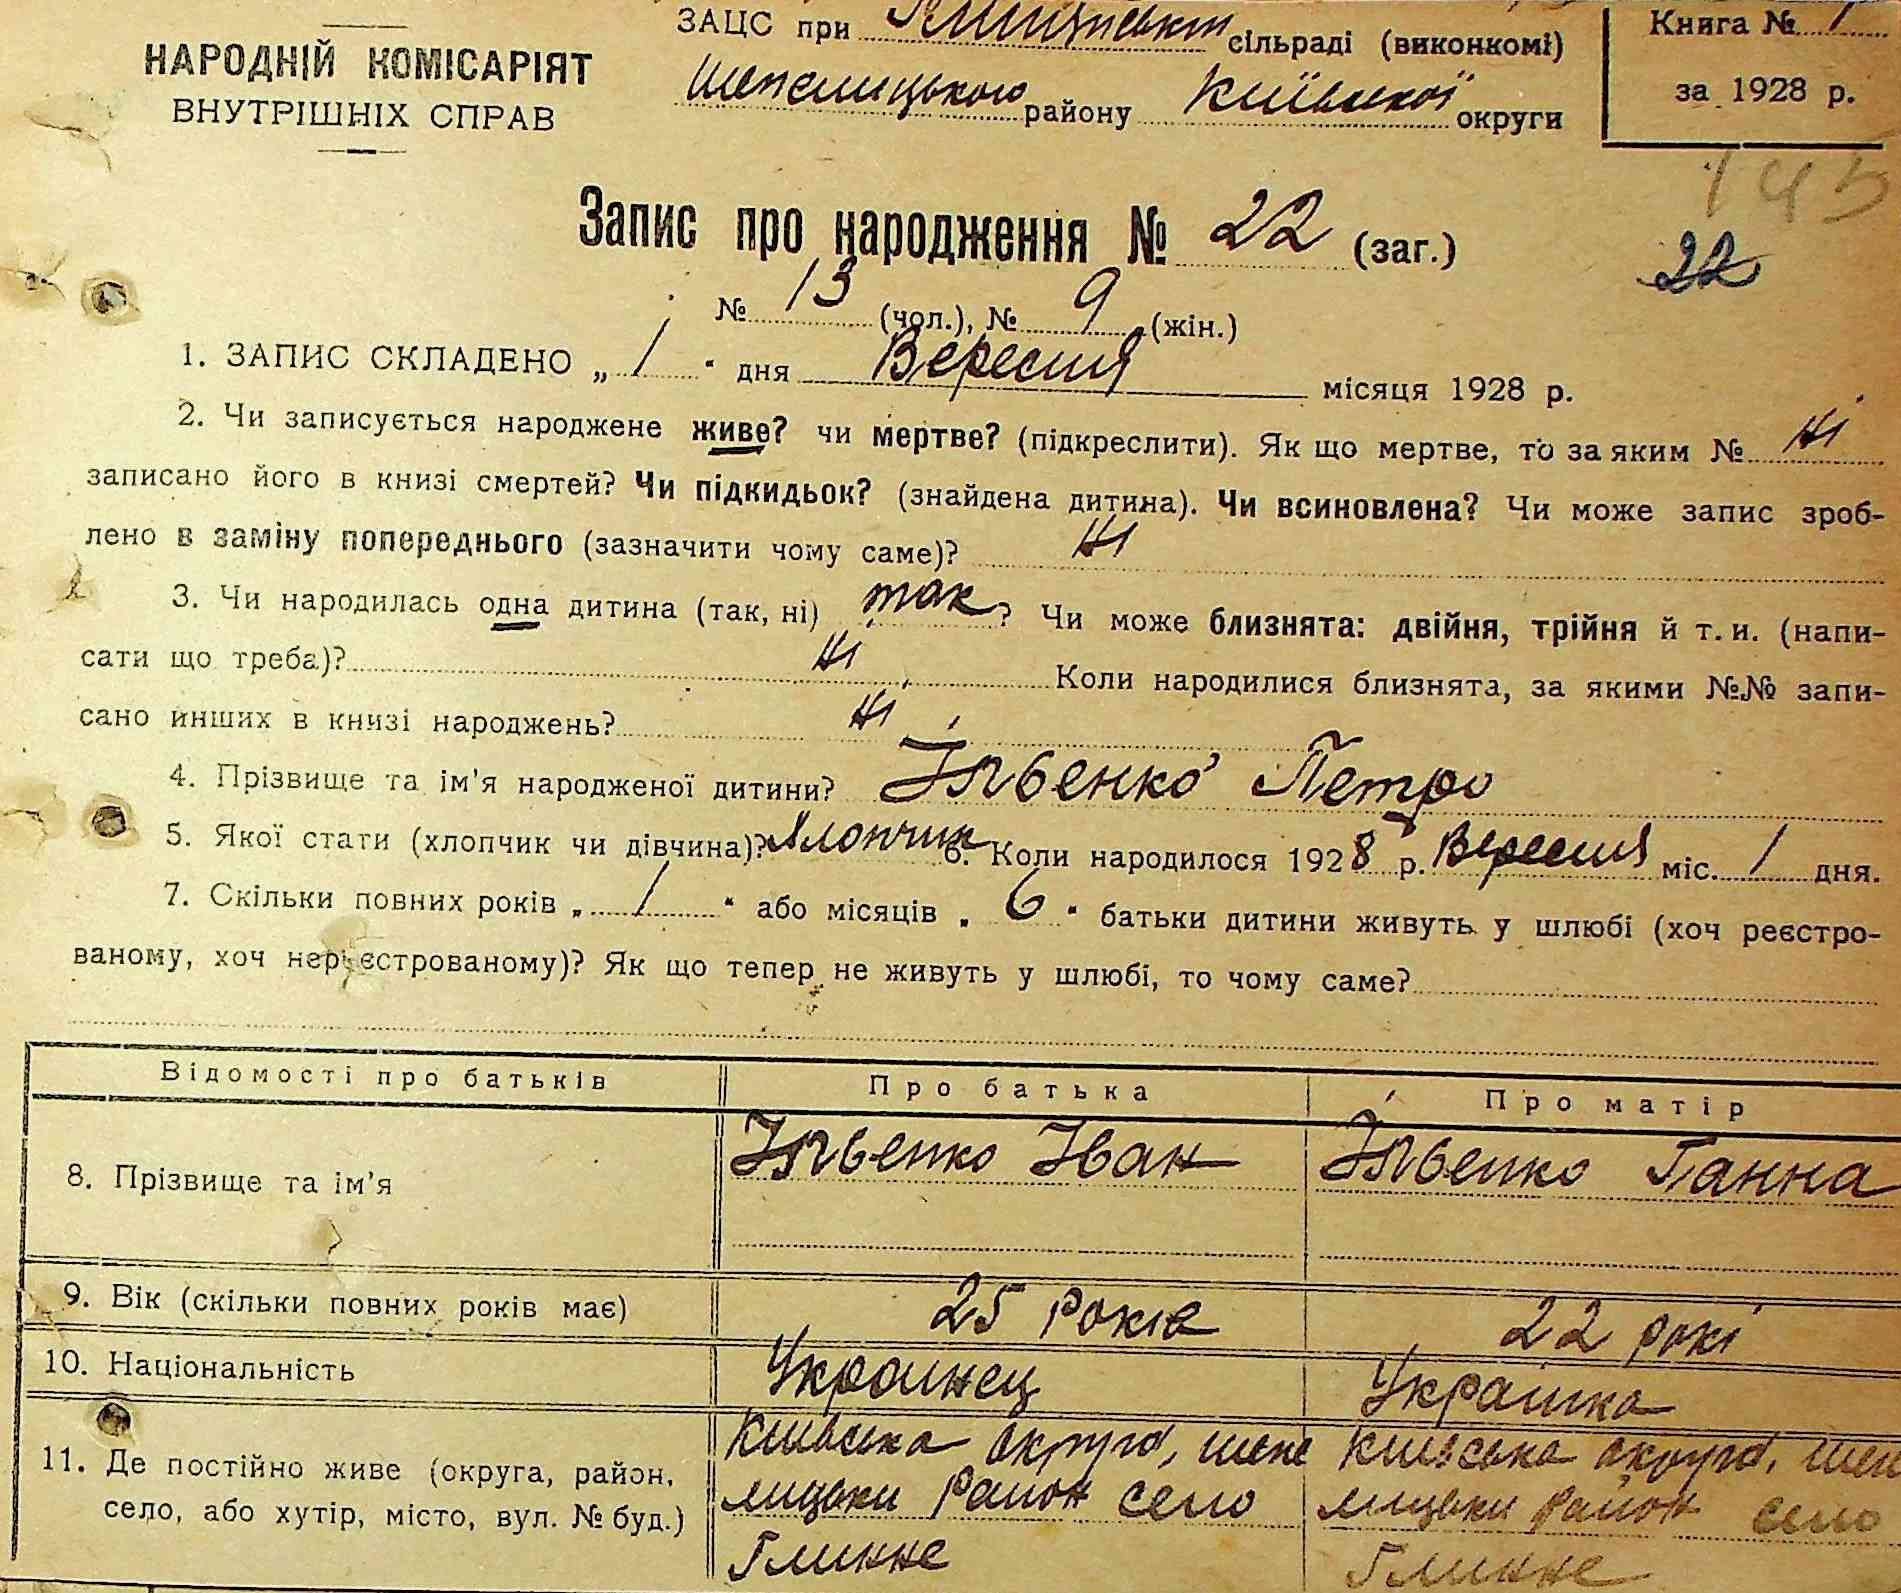 НАРОДНІЙ КОМІСАРІЯТ
ВНУТРІШНІХ СПРАВ
ЗАЦС при сільраді (виконкомі)
Шепелицького району Київської округи
Книга № 1
за 1928 р.
145
Запис про народження № 22 (заг.)
22
№ 13 (чол.), № 9 (жін.)
1. ЗАПИС СКЛАДЕНО „ 1 “ дня Вересня місяця 1928 р.
2. Чи записується народжене живе? чи мертве? (підкреслити). Як що мертве, то за яким № Ні
записано його в книзі смертей? Чи підкидьок? (знайдена дитина). Чи всиновлена? Чи може запис зроб-
лено в заміну попереднього (зазначити чому саме)? Ні
3. Чи народилась одна дитина (так, ні) так ? Чи може близнята: двійня, трійня й т. и. (напи-
сати що треба)? Ні Коли народилися близнята, за якими №№ запи-
сано инших в книзі народжень? Ні
4. Прізвище та ім'я народженої дитини? Петро
5. Якої стати (хлопчик чи дівчина)? Хлопчик 6. Коли народилося 1928 р. Вересня міс. 1 дня.
7. Скільки повних років „ 1 “ або місяців „ 6 “ батьки дитини живуть у шлюбі (хоч реєстро-
ваному, хоч нереєстрованому)? Як що тепер не живуть у шлюбі, то чому саме?
Відомості про батьків Про батька Про матір
8. Прізвище та ім'я Іван Ганна
9. Вік (скільки повних років має) 25 років 22 рокі
10. Національність Украинец Украінка
11. Де постійно живе (округа, район, село, або хутір, місто, вул. № буд.)
Київська округа, шепе
лицьки район село
Глинне
Київська округа, шепе
лицьки район село
Глинне